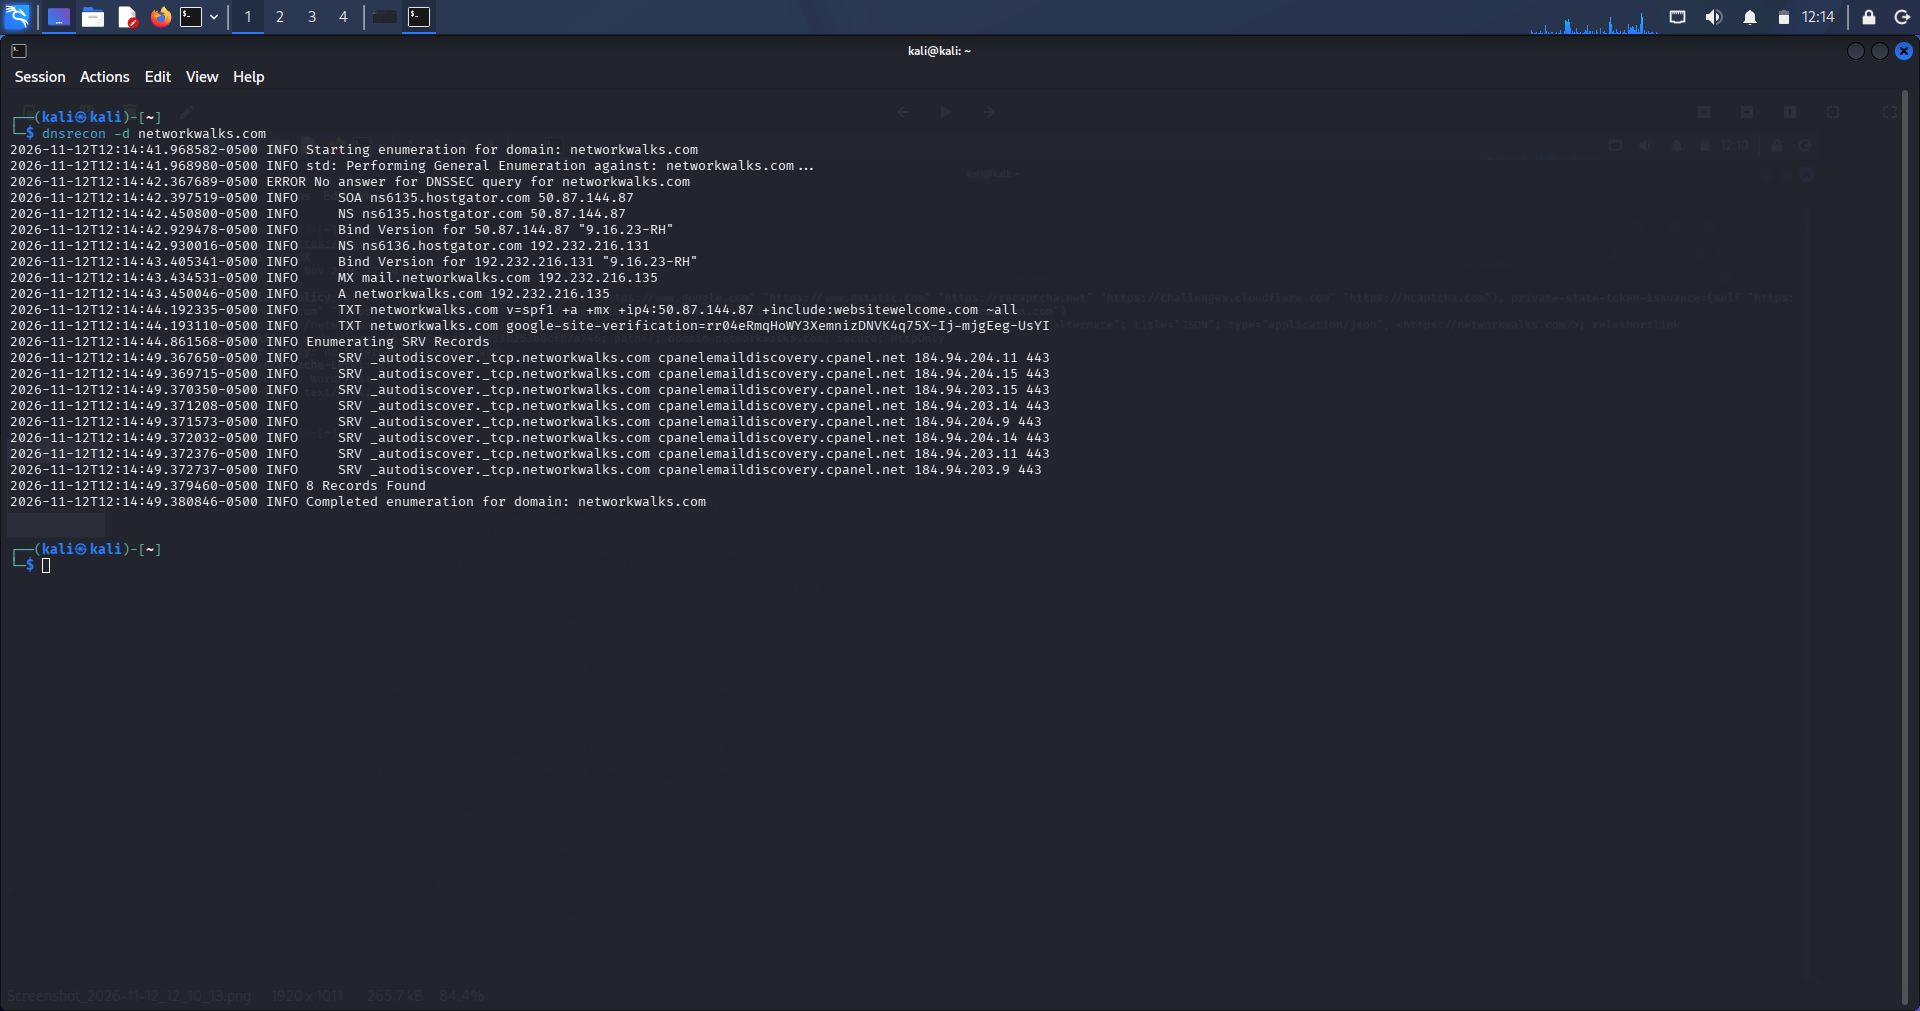 1 2 3 4 12:14
kali@kali: ~
Session Actions Edit View Help
┌──(kali㉿kali)-[~]
└─$ dnsrecon -d networkwalks.com
2026-11-12T12:14:41.968582-0500 INFO Starting enumeration for domain: networkwalks.com
2026-11-12T12:14:41.968980-0500 INFO std: Performing General Enumeration against: networkwalks.com...
2026-11-12T12:14:42.367689-0500 ERROR No answer for DNSSEC query for networkwalks.com
2026-11-12T12:14:42.397519-0500 INFO SOA ns6135.hostgator.com 50.87.144.87
2026-11-12T12:14:42.450800-0500 INFO NS ns6135.hostgator.com 50.87.144.87
2026-11-12T12:14:42.929478-0500 INFO Bind Version for 50.87.144.87 "9.16.23-RH"
2026-11-12T12:14:42.930016-0500 INFO NS ns6136.hostgator.com 192.232.216.131
2026-11-12T12:14:43.405341-0500 INFO Bind Version for 192.232.216.131 "9.16.23-RH"
2026-11-12T12:14:43.434531-0500 INFO MX mail.networkwalks.com 192.232.216.135
2026-11-12T12:14:43.450046-0500 INFO A networkwalks.com 192.232.216.135
2026-11-12T12:14:44.192335-0500 INFO TXT networkwalks.com v=spf1 +a +mx +ip4:50.87.144.87 +include:websitewelcome.com ~all
2026-11-12T12:14:44.193110-0500 INFO TXT networkwalks.com google-site-verification=rr04eRmqHoWY3XemnizDNVK4q75X-Ij-mjgEeg-UsYI
2026-11-12T12:14:44.861568-0500 INFO Enumerating SRV Records
2026-11-12T12:14:49.367650-0500 INFO SRV _autodiscover._tcp.networkwalks.com cpanelemaildiscovery.cpanel.net 184.94.204.11 443
2026-11-12T12:14:49.369715-0500 INFO SRV _autodiscover._tcp.networkwalks.com cpanelemaildiscovery.cpanel.net 184.94.204.15 443
2026-11-12T12:14:49.370350-0500 INFO SRV _autodiscover._tcp.networkwalks.com cpanelemaildiscovery.cpanel.net 184.94.203.15 443
2026-11-12T12:14:49.371208-0500 INFO SRV _autodiscover._tcp.networkwalks.com cpanelemaildiscovery.cpanel.net 184.94.203.14 443
2026-11-12T12:14:49.371573-0500 INFO SRV _autodiscover._tcp.networkwalks.com cpanelemaildiscovery.cpanel.net 184.94.204.9 443
2026-11-12T12:14:49.372032-0500 INFO SRV _autodiscover._tcp.networkwalks.com cpanelemaildiscovery.cpanel.net 184.94.204.14 443
2026-11-12T12:14:49.372376-0500 INFO SRV _autodiscover._tcp.networkwalks.com cpanelemaildiscovery.cpanel.net 184.94.203.11 443
2026-11-12T12:14:49.372737-0500 INFO SRV _autodiscover._tcp.networkwalks.com cpanelemaildiscovery.cpanel.net 184.94.203.9 443
2026-11-12T12:14:49.379460-0500 INFO 8 Records Found
2026-11-12T12:14:49.380846-0500 INFO Completed enumeration for domain: networkwalks.com
┌──(kali㉿kali)-[~]
└─$
Screenshot_2026-11-12_12_10_13.png 1920 x 1011 265.7 kB 84.4%